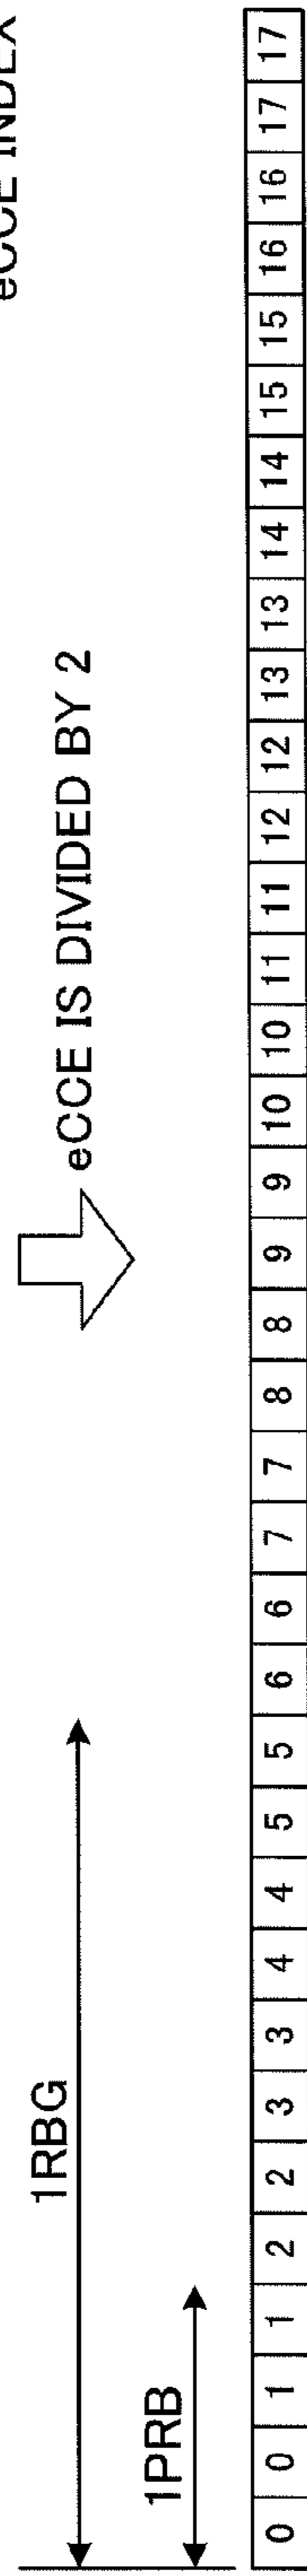 eCCE INDEX
eCCE IS DIVIDED BY 2
1RBG
1PRB
0 0 1 1 2 2 3 3 4 4 5 5 6 6 7 7 8 8 9 9 10 10 11 11 12 12 13 13 14 14 15 15 16 16 17 17